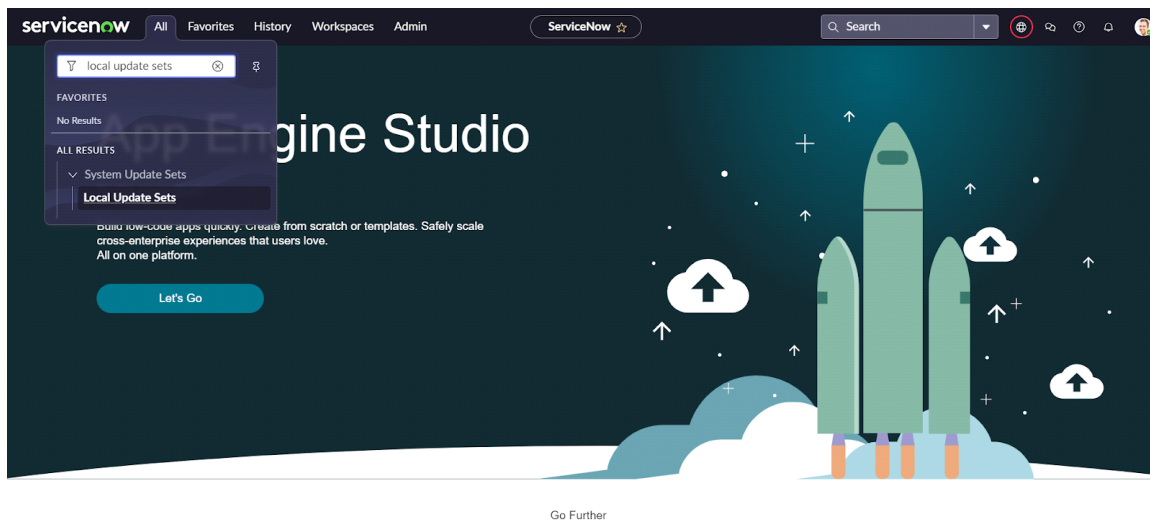 servicenow All Favorites History Workspaces Admin ServiceNow Search
local update sets
FAVORITES
No Results
App Engine Studio
ALL RESULTS
System Update Sets
Local Update Sets
Build low-code apps quickly. Create from scratch or templates. Safely scale
cross-enterprise experiences that users love.
All on one platform.
Let's Go
Go Further